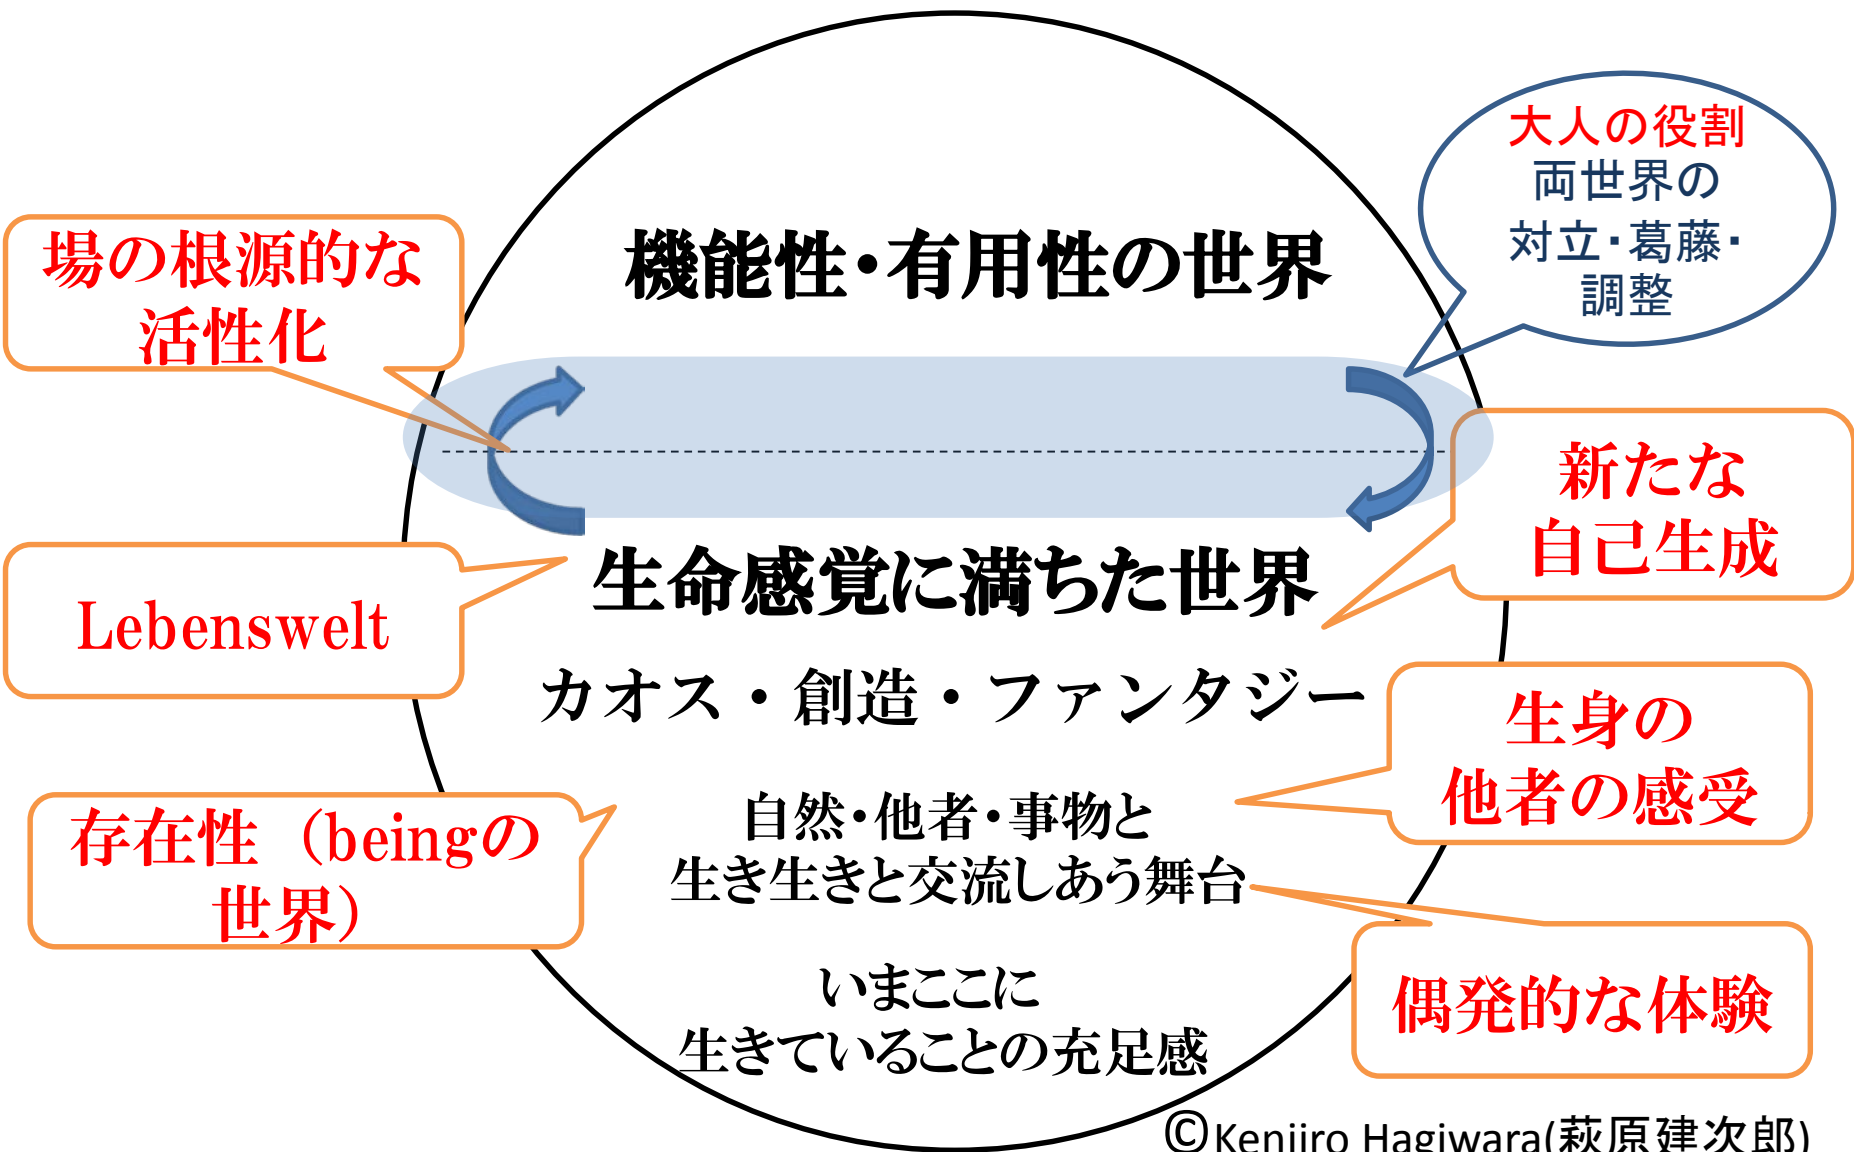 大人の役割
両世界の
対立・葛藤・
調整
場の根源的な
活性化
機能性・有用性の世界
新たな
自己生成
生命感覚に満ちた世界
Lebenswelt
カオス・創造・ファンタジー
生身の
他者の感受
存在性（beingの
世界）
自然・他者・事物と
生き生きと交流しあう舞台
偶発的な体験
いまここに
生きていることの充足感
©Kenjiro Hagiwara(萩原建次郎)